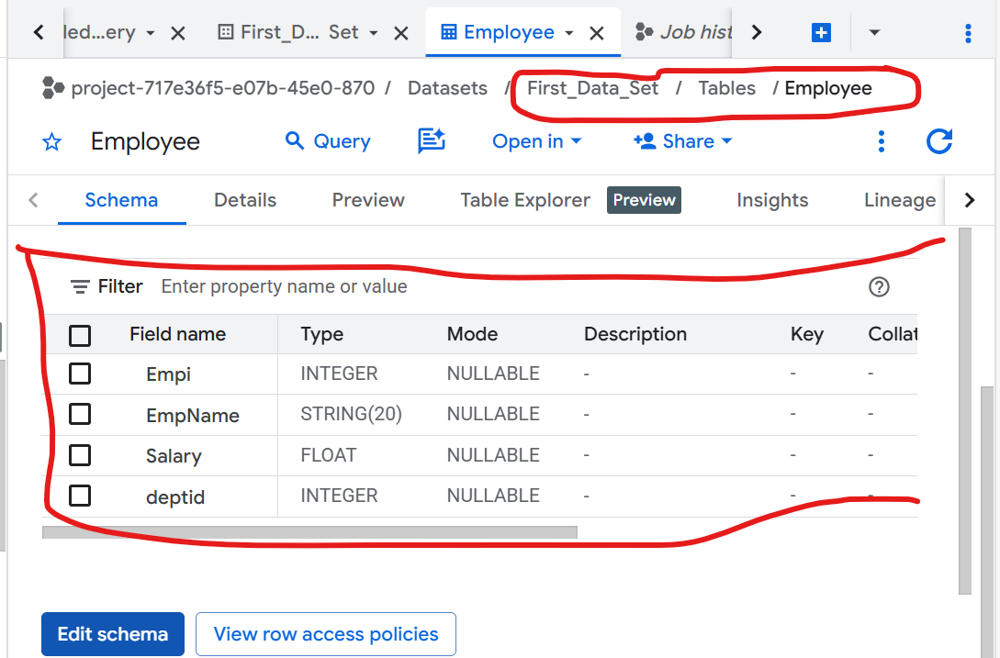 led...ery First_D... Set Employee Job hist
project-717e36f5-e07b-45e0-870 / Datasets / First_Data_Set / Tables / Employee
Employee Query Open in Share
Schema Details Preview Table Explorer Preview Insights Lineage
Filter Enter property name or value
Field name Type Mode Description Key Collat
Empi INTEGER NULLABLE - - -
EmpName STRING(20) NULLABLE - - -
Salary FLOAT NULLABLE - - -
deptid INTEGER NULLABLE - - -
Edit schema View row access policies